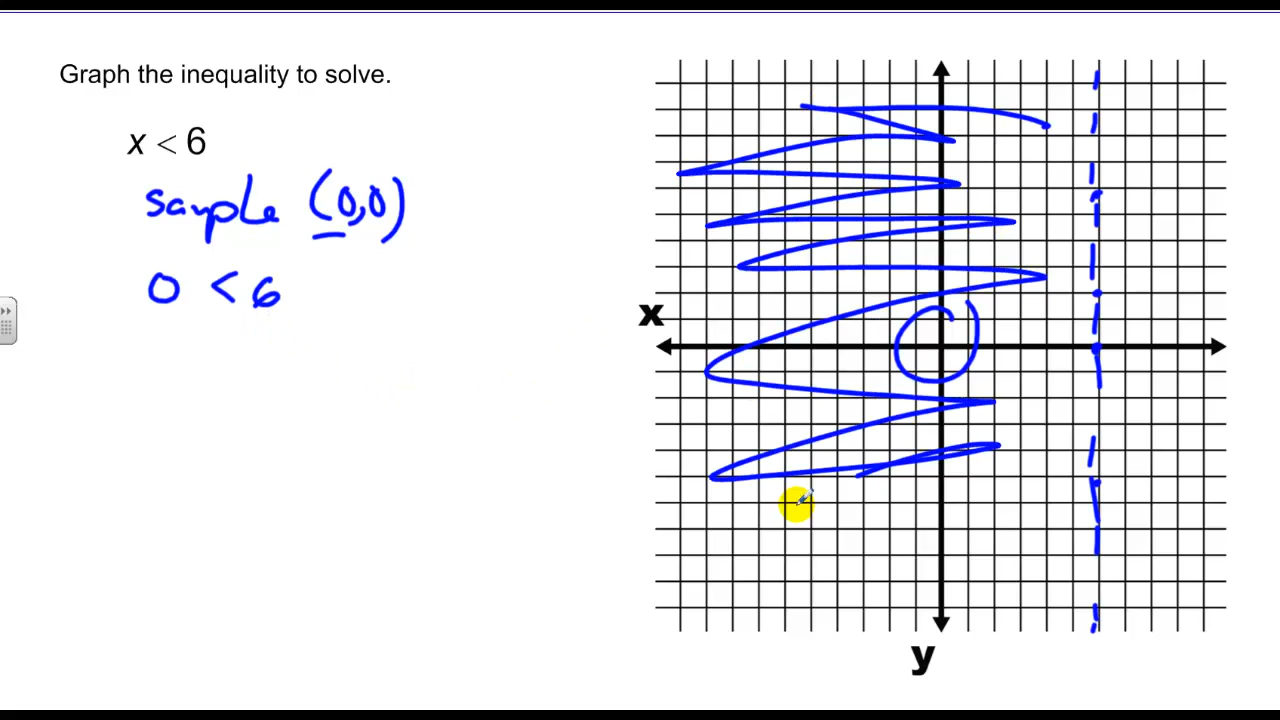 Graph the inequality to solve.
x < 6
sample (0,0)
0 < 6
x
y